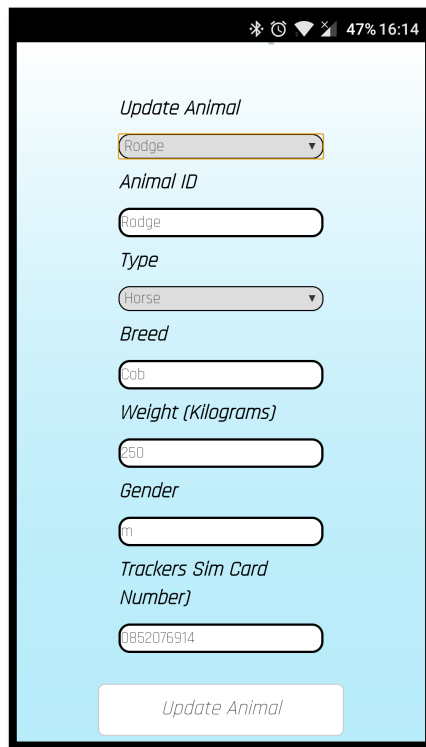 47% 16:14
Update Animal
Rodge
Animal ID
Rodge
Type
Horse
Breed
Cob
Weight (Kilograms)
250
Gender
m
Trackers Sim Card
Number)
0852076914
Update Animal